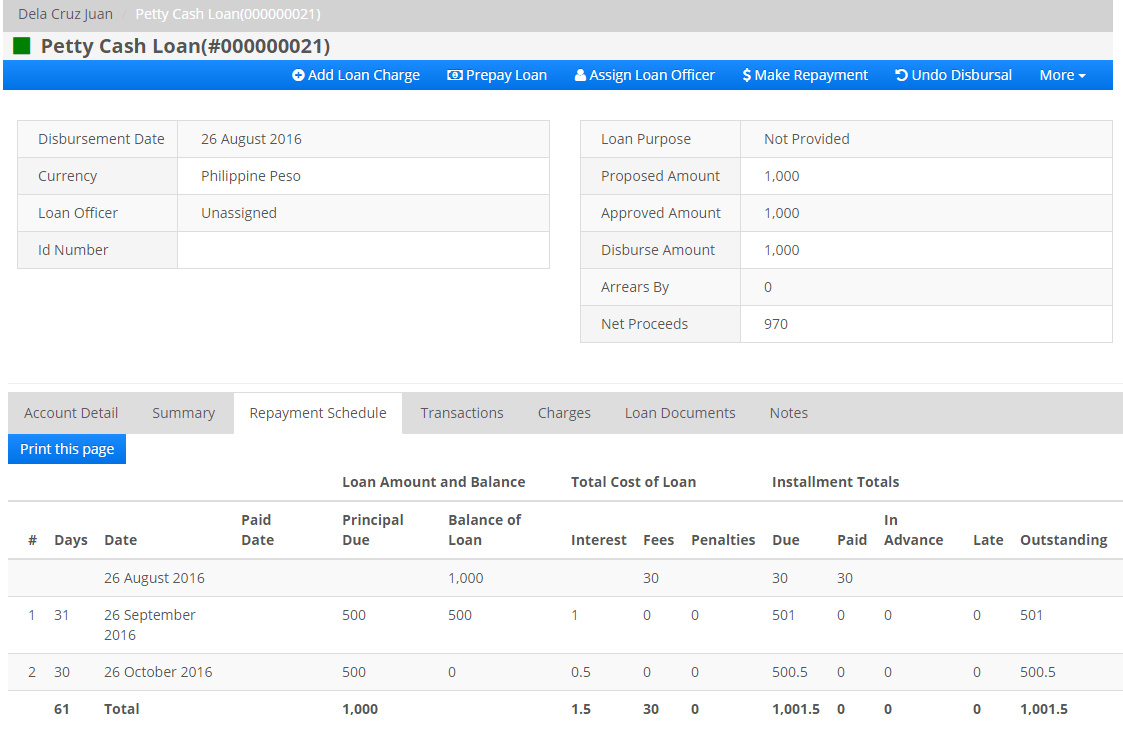 Dela Cruz Juan / Petty Cash Loan(000000021)
Petty Cash Loan(#000000021)
Add Loan Charge Prepay Loan Assign Loan Officer $ Make Repayment Undo Disbursal More
Disbursement Date 26 August 2016
Currency Philippine Peso
Loan Officer Unassigned
Id Number
Loan Purpose Not Provided
Proposed Amount 1,000
Approved Amount 1,000
Disburse Amount 1,000
Arrears By 0
Net Proceeds 970
Account Detail Summary Repayment Schedule Transactions Charges Loan Documents Notes
Print this page
Loan Amount and Balance Total Cost of Loan Installment Totals
# Days Date Paid Date Principal Due Balance of Loan Interest Fees Penalties Due Paid In Advance Late Outstanding
26 August 2016 1,000 30 30 30
1 31 26 September 2016 500 500 1 0 0 501 0 0 0 501
2 30 26 October 2016 500 0 0.5 0 0 500.5 0 0 0 500.5
61 Total 1,000 1.5 30 0 1,001.5 0 0 0 1,001.5